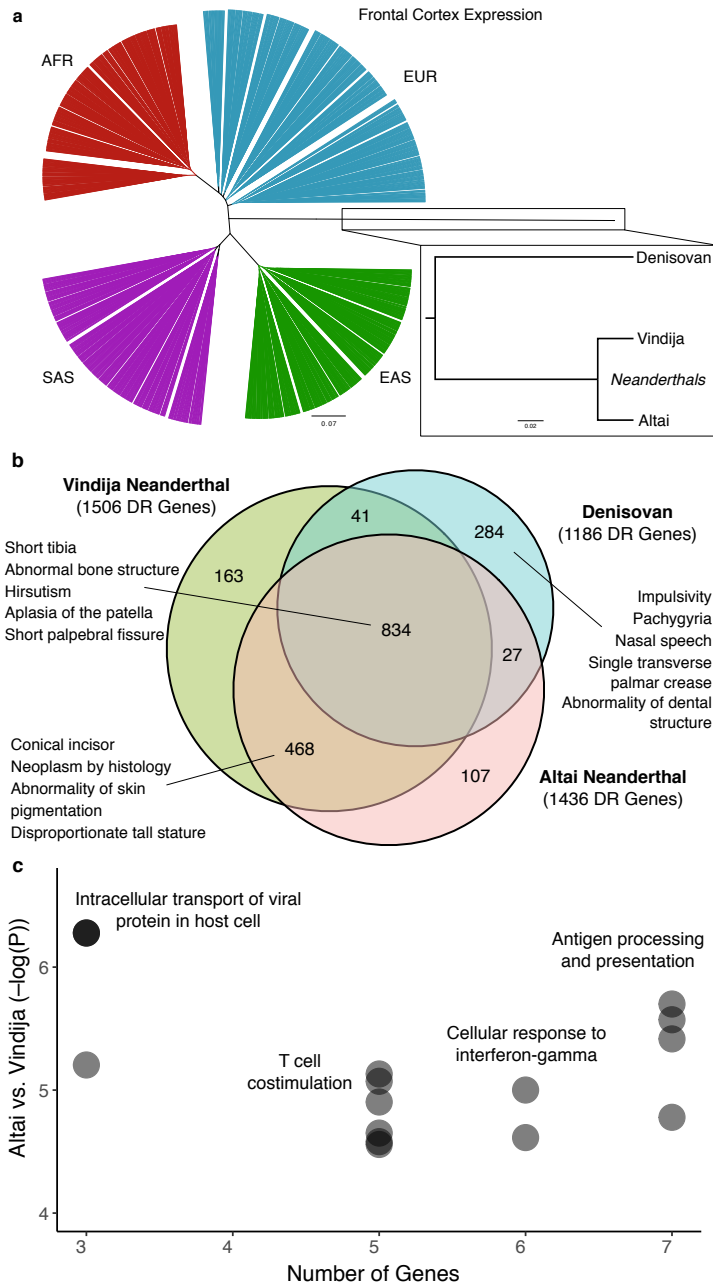 a
Frontal Cortex Expression
AFR
EUR
Denisovan
Vindija
Neanderthals
Altai
SAS
EAS
0.07
0.02
b
Vindija Neanderthal
(1506 DR Genes)
41
284
Denisovan
(1186 DR Genes)
163
Short tibia
Abnormal bone structure
Hirsutism
Aplasia of the patella
Short palpebral fissure
834
27
Impulsivity
Pachygyria
Nasal speech
Single transverse
palmar crease
Abnormality of dental
structure
Conical incisor
Neoplasm by histology
Abnormality of skin
pigmentation
Disproportionate tall stature
468
107
Altai Neanderthal
(1436 DR Genes)
c
Altai vs. Vindija (−log(P))
Intracellular transport of viral
protein in host cell
Antigen processing
and presentation
Cellular response to
interferon-gamma
T cell
costimulation
6
5
4
3
4
5
6
7
Number of Genes